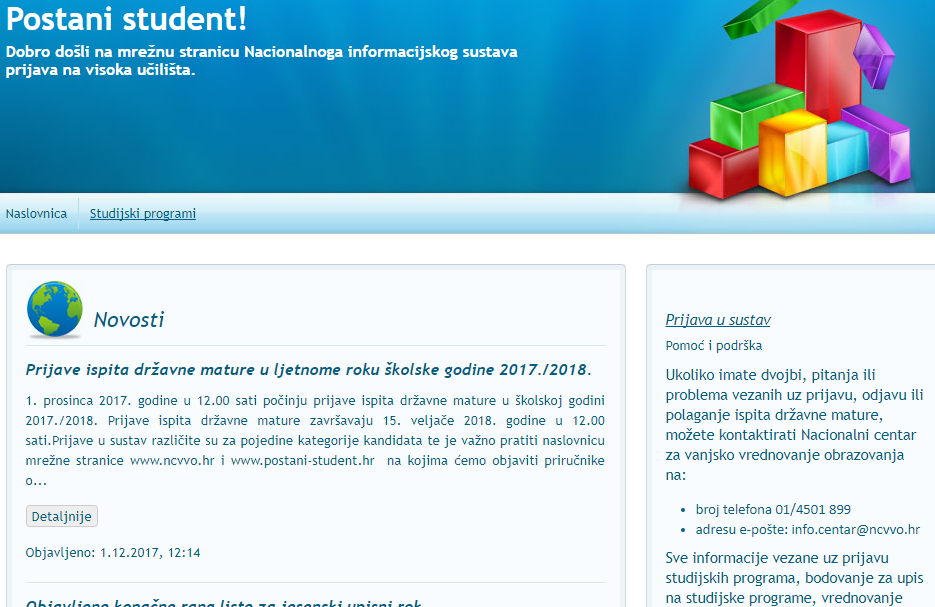 Postani student!
Dobro došli na mrežnu stranicu Nacionalnoga informacijskog sustava
prijava na visoka učilišta.
Naslovnica
Studijski programi
Novosti
Prijave ispita državne mature u ljetnome roku školske godine 2017./2018.
1. prosinca 2017. godine u 12.00 sati počinju prijave ispita državne mature u školskoj godini
2017./2018. Prijave ispita državne mature završavaju 15. veljače 2018. godine u 12.00
sati.Prijave u sustav različite su za pojedine kategorije kandidata te je važno pratiti naslovnicu
mrežne stranice www.ncvvo.hr i www.postani-student.hr na kojima ćemo objaviti priručnike
o...
Detaljnije
Objavljeno: 1.12.2017, 12:14
Objavljene konačne rang liste za jesenski upisni rok
Prijava u sustav
Pomoć i podrška
Ukoliko imate dvojbi, pitanja ili
problema vezanih uz prijavu, odjavu ili
polaganje ispita državne mature,
možete kontaktirati Nacionalni centar
za vanjsko vrednovanje obrazovanja
na:
• broj telefona 01/4501 899
• adresu e-pošte: info.centar@ncvvo.hr
Sve informacije vezane uz prijavu
studijskih programa, bodovanje za upis
na studijske programe, vrednovanje